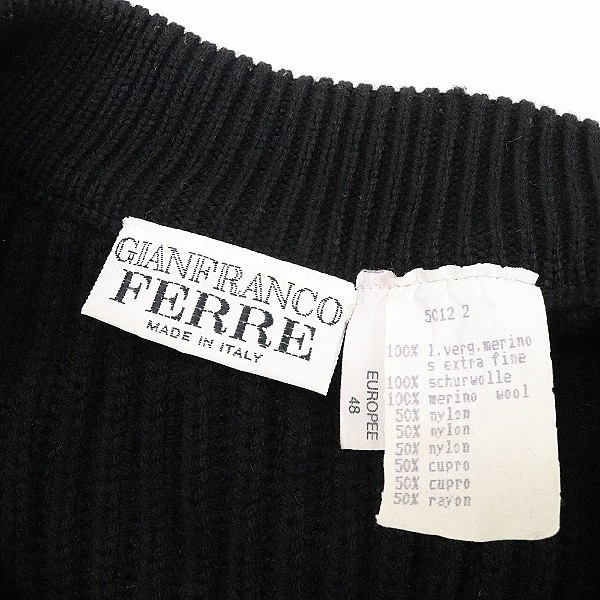 GIANFRANCO
FERRE
MADE IN ITALY
EUROPEE
48
5012 2
100% l.verg.merino
s extra fine
100% schurwolle
100% merino wool
50% nylon
50% nylon
50% nylon
50% cupro
50% cupro
50% rayon